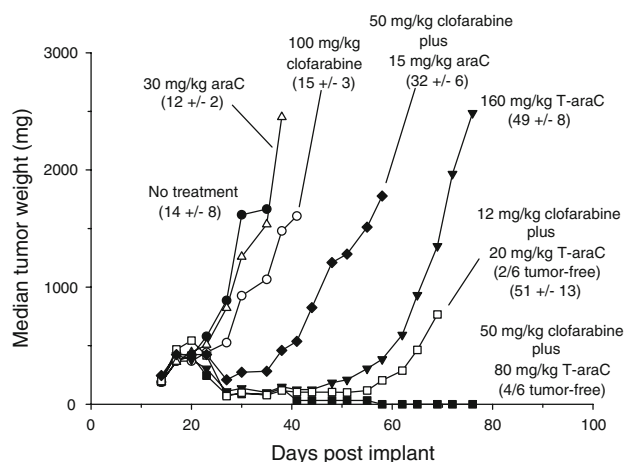 50 mg/kg clofarabine
plus
15 mg/kg araC
(32 +/- 6)
100 mg/kg
clofarabine
(15 +/- 3)
30 mg/kg araC
(12 +/- 2)
160 mg/kg T-araC
(49 +/- 8)
No treatment
(14 +/- 8)
12 mg/kg clofarabine
plus
20 mg/kg T-araC
(2/6 tumor-free)
(51 +/- 13)
50 mg/kg clofarabine
plus
80 mg/kg T-araC
(4/6 tumor-free)
Median tumor weight (mg)
3000
2000
1000
0
0 20 40 60 80 100
Days post implant